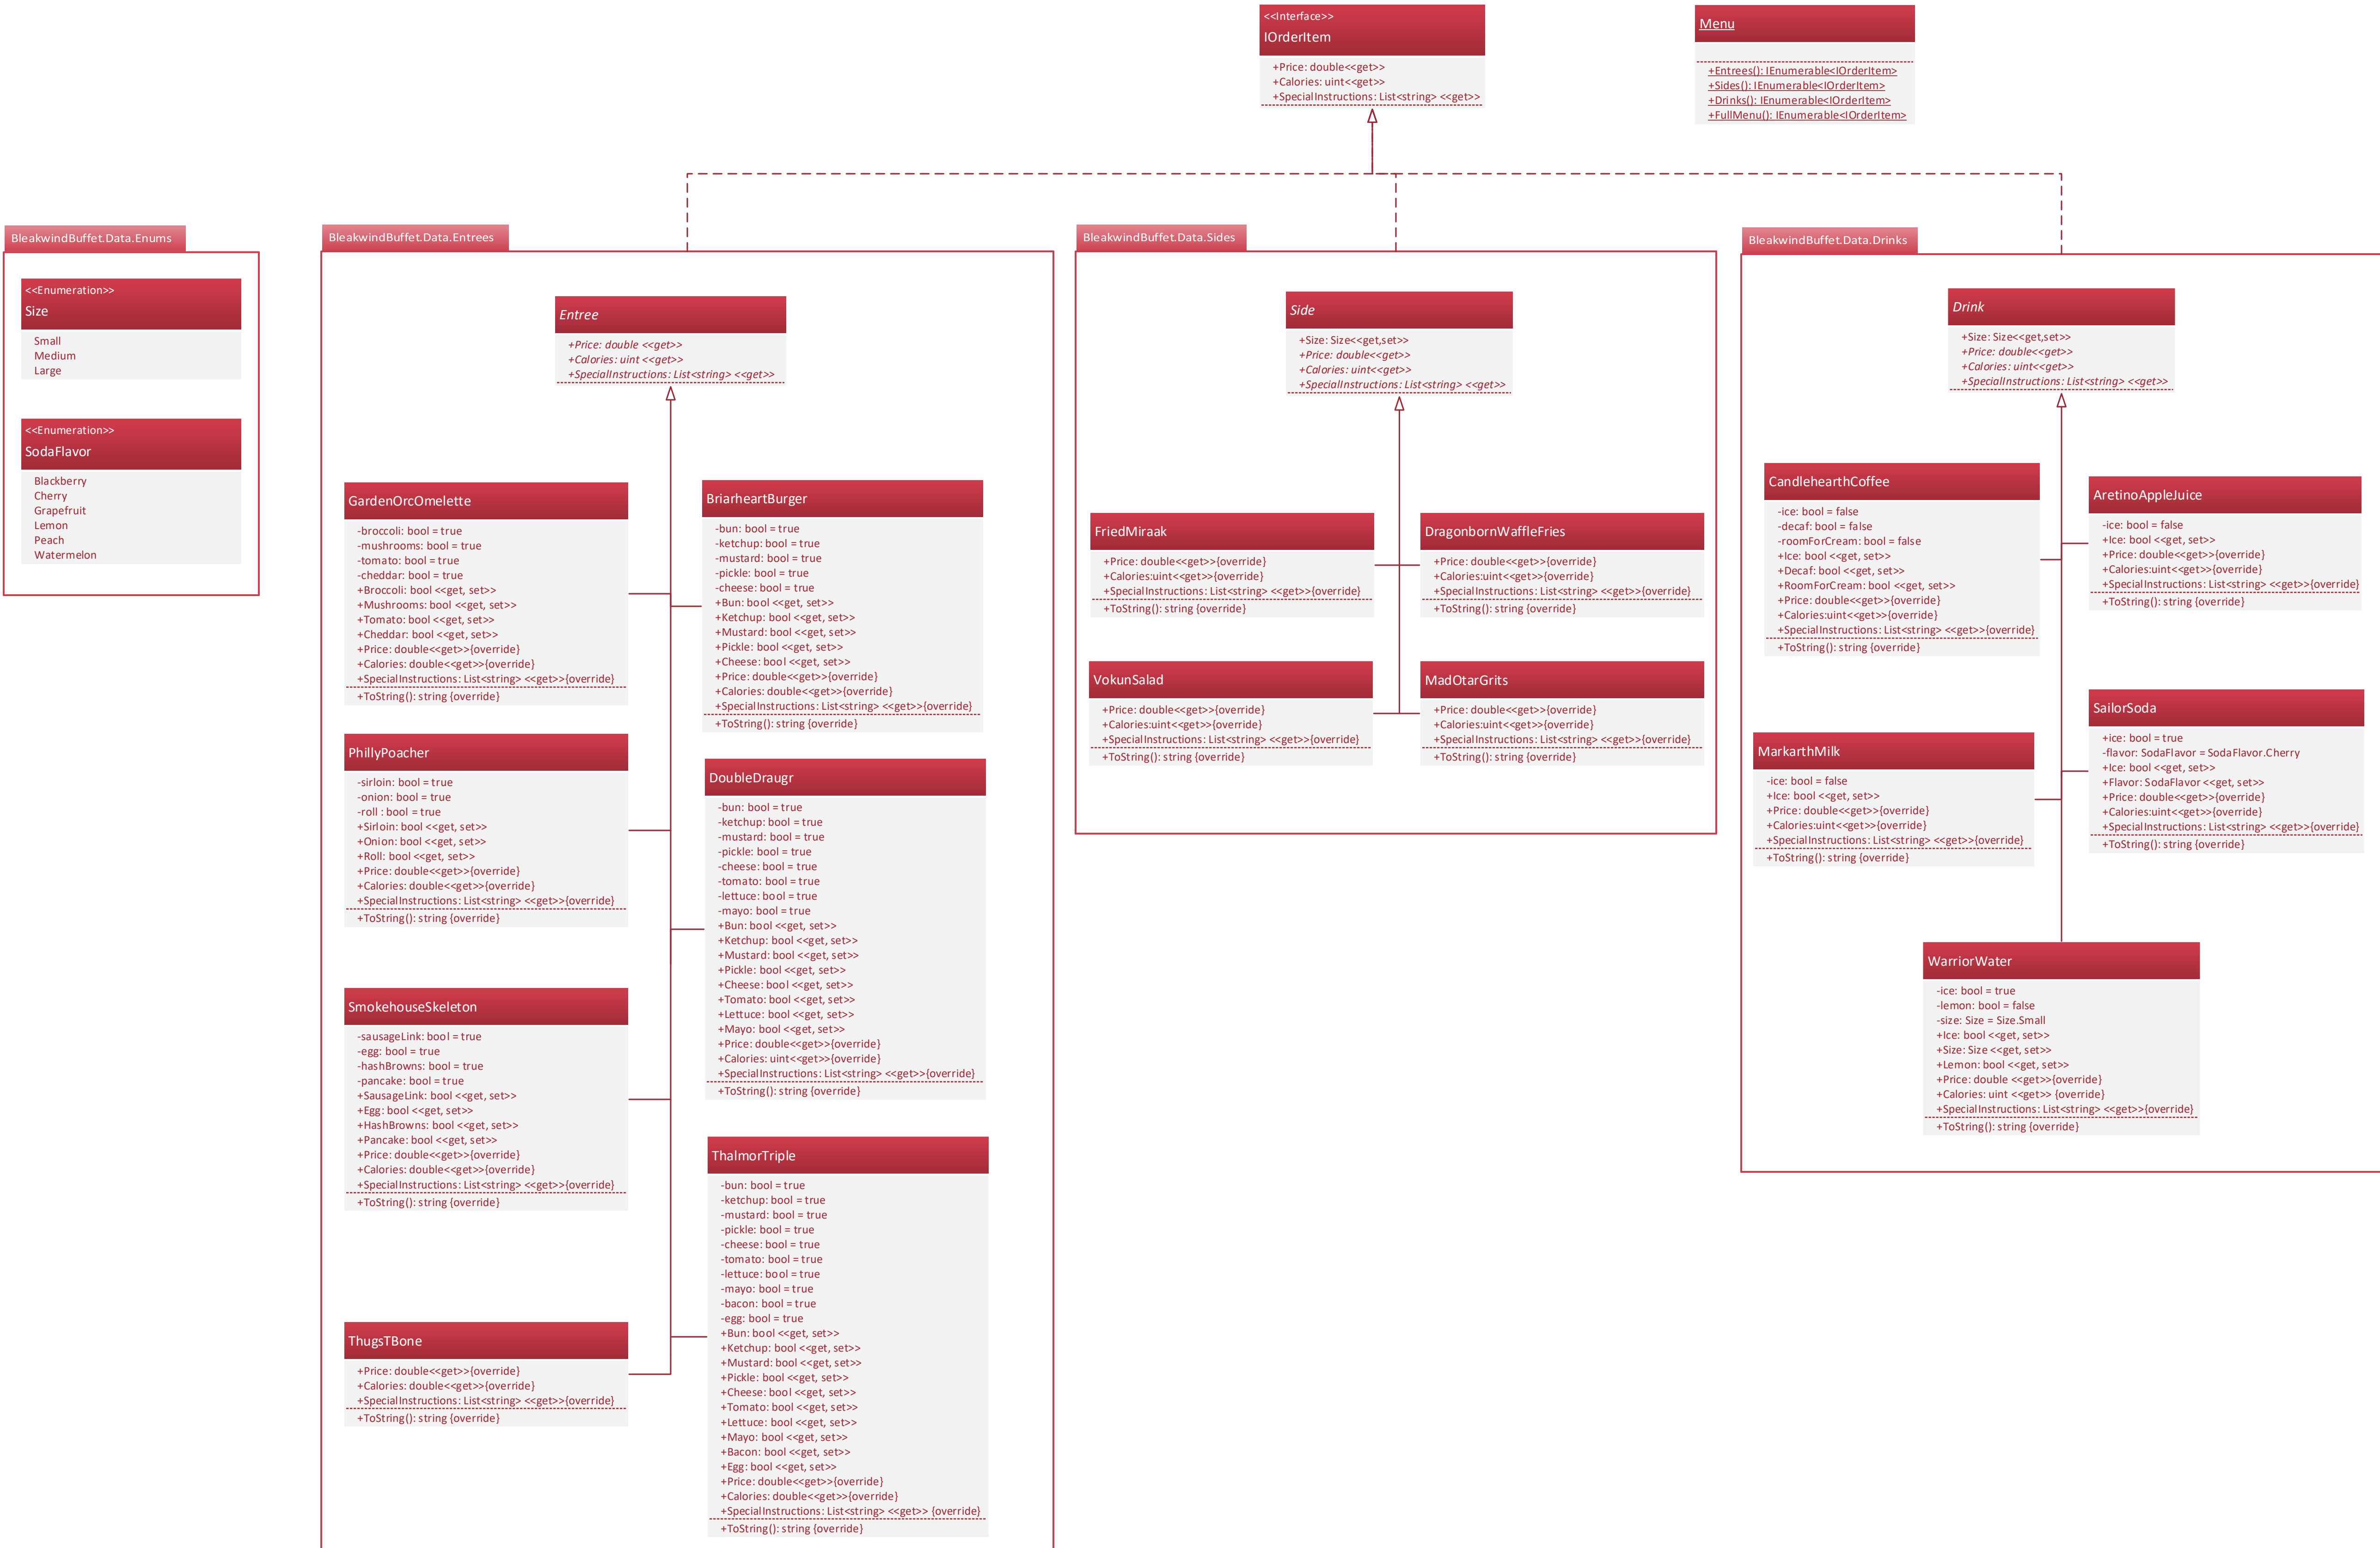 <<Interface>>
IOrderItem
+Price: double<<get>>
+Calories: uint<<get>>
+SpecialInstructions: List<string> <<get>>
Menu
+Entrees(): IEnumerable<IOrderItem>
+Sides(): IEnumerable<IOrderItem>
+Drinks(): IEnumerable<IOrderItem>
+FullMenu(): IEnumerable<IOrderItem>
BleakwindBuffet.Data.Enums
<<Enumeration>>
Size
Small
Medium
Large
<<Enumeration>>
SodaFlavor
Blackberry
Cherry
Grapefruit
Lemon
Peach
Watermelon
BleakwindBuffet.Data.Entrees
Entree
+Price: double <<get>>
+Calories: uint <<get>>
+SpecialInstructions: List<string> <<get>>
GardenOrcOmelette
-broccoli: bool = true
-mushrooms: bool = true
-tomato: bool = true
-cheddar: bool = true
+Broccoli: bool <<get, set>>
+Mushrooms: bool <<get, set>>
+Tomato: bool <<get, set>>
+Cheddar: bool <<get, set>>
+Price: double<<get>>{override}
+Calories: double<<get>>{override}
+SpecialInstructions: List<string> <<get>>{override}
+ToString(): string {override}
BriarheartBurger
-bun: bool = true
-ketchup: bool = true
-mustard: bool = true
-pickle: bool = true
-cheese: bool = true
+Bun: bool <<get, set>>
+Ketchup: bool <<get, set>>
+Mustard: bool <<get, set>>
+Pickle: bool <<get, set>>
+Cheese: bool <<get, set>>
+Price: double<<get>>{override}
+Calories: double<<get>>{override}
+SpecialInstructions: List<string> <<get>>{override}
+ToString(): string {override}
PhillyPoacher
-sirloin: bool = true
-onion: bool = true
-roll : bool = true
+Sirloin: bool <<get, set>>
+Onion: bool <<get, set>>
+Roll: bool <<get, set>>
+Price: double<<get>>{override}
+Calories: double<<get>>{override}
+SpecialInstructions: List<string> <<get>>{override}
+ToString(): string {override}
DoubleDraugr
-bun: bool = true
-ketchup: bool = true
-mustard: bool = true
-pickle: bool = true
-cheese: bool = true
-tomato: bool = true
-lettuce: bool = true
-mayo: bool = true
+Bun: bool <<get, set>>
+Ketchup: bool <<get, set>>
+Mustard: bool <<get, set>>
+Pickle: bool <<get, set>>
+Cheese: bool <<get, set>>
+Tomato: bool <<get, set>>
+Lettuce: bool <<get, set>>
+Mayo: bool <<get, set>>
+Price: double<<get>>{override}
+Calories: uint<<get>>{override}
+SpecialInstructions: List<string> <<get>>{override}
+ToString(): string {override}
SmokehouseSkeleton
-sausageLink: bool = true
-egg: bool = true
-hashBrowns: bool = true
-pancake: bool = true
+SausageLink: bool <<get, set>>
+Egg: bool <<get, set>>
+HashBrowns: bool <<get, set>>
+Pancake: bool <<get, set>>
+Price: double<<get>>{override}
+Calories: double<<get>>{override}
+SpecialInstructions: List<string> <<get>>{override}
+ToString(): string {override}
ThalmorTriple
-bun: bool = true
-ketchup: bool = true
-mustard: bool = true
-pickle: bool = true
-cheese: bool = true
-tomato: bool = true
-lettuce: bool = true
-mayo: bool = true
-bacon: bool = true
-egg: bool = true
+Bun: bool <<get, set>>
+Ketchup: bool <<get, set>>
+Mustard: bool <<get, set>>
+Pickle: bool <<get, set>>
+Cheese: bool <<get, set>>
+Tomato: bool <<get, set>>
+Lettuce: bool <<get, set>>
+Mayo: bool <<get, set>>
+Bacon: bool <<get, set>>
+Egg: bool <<get, set>>
+Price: double<<get>>{override}
+Calories: double<<get>>{override}
+SpecialInstructions: List<string> <<get>> {override}
+ToString(): string {override}
ThugsTBone
+Price: double<<get>>{override}
+Calories: double<<get>>{override}
+SpecialInstructions: List<string> <<get>>{override}
+ToString(): string {override}
BleakwindBuffet.Data.Sides
Side
+Size: Size<<get,set>>
+Price: double<<get>>
+Calories: uint<<get>>
+SpecialInstructions: List<string> <<get>>
FriedMiraak
+Price: double<<get>>{override}
+Calories:uint<<get>>{override}
+SpecialInstructions: List<string> <<get>>{override}
+ToString(): string {override}
DragonbornWaffleFries
+Price: double<<get>>{override}
+Calories:uint<<get>>{override}
+SpecialInstructions: List<string> <<get>>{override}
+ToString(): string {override}
VokunSalad
+Price: double<<get>>{override}
+Calories:uint<<get>>{override}
+SpecialInstructions: List<string> <<get>>{override}
+ToString(): string {override}
MadOtarGrits
+Price: double<<get>>{override}
+Calories:uint<<get>>{override}
+SpecialInstructions: List<string> <<get>>{override}
+ToString(): string {override}
BleakwindBuffet.Data.Drinks
Drink
+Size: Size<<get,set>>
+Price: double<<get>>
+Calories: uint<<get>>
+SpecialInstructions: List<string> <<get>>
CandlehearthCoffee
-ice: bool = false
-decaf: bool = false
-roomForCream: bool = false
+Ice: bool <<get, set>>
+Decaf: bool <<get, set>>
+RoomForCream: bool <<get, set>>
+Price: double<<get>>{override}
+Calories:uint<<get>>{override}
+SpecialInstructions: List<string> <<get>>{override}
+ToString(): string {override}
AretinoAppleJuice
-ice: bool = false
+Ice: bool <<get, set>>
+Price: double<<get>>{override}
+Calories:uint<<get>>{override}
+SpecialInstructions: List<string> <<get>>{override}
+ToString(): string {override}
MarkarthMilk
-ice: bool = false
+Ice: bool <<get, set>>
+Price: double<<get>>{override}
+Calories:uint<<get>>{override}
+SpecialInstructions: List<string> <<get>>{override}
+ToString(): string {override}
SailorSoda
+ice: bool = true
-flavor: SodaFlavor = SodaFlavor.Cherry
+Ice: bool <<get, set>>
+Flavor: SodaFlavor <<get, set>>
+Price: double<<get>>{override}
+Calories:uint<<get>>{override}
+SpecialInstructions: List<string> <<get>>{override}
+ToString(): string {override}
WarriorWater
-ice: bool = true
-lemon: bool = false
-size: Size = Size.Small
+Ice: bool <<get, set>>
+Size: Size <<get, set>>
+Lemon: bool <<get, set>>
+Price: double <<get>>{override}
+Calories: uint <<get>> {override}
+SpecialInstructions: List<string> <<get>>{override}
+ToString(): string {override}